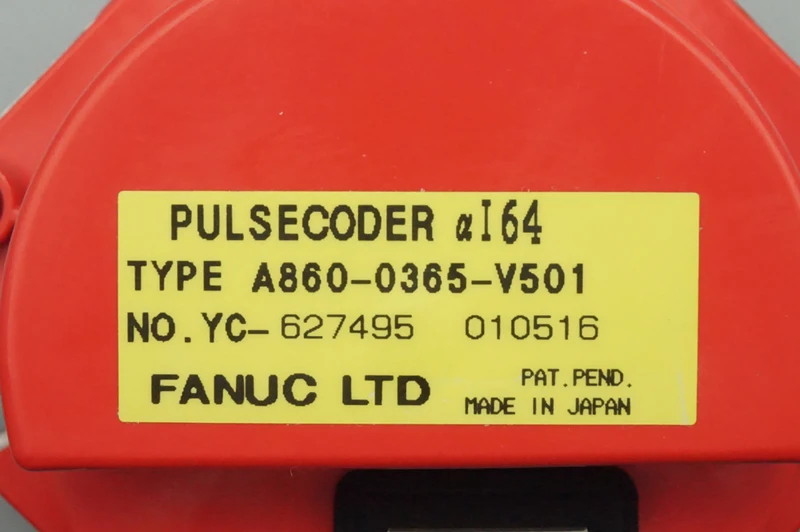 PULSECODER αI64
TYPE A860-0365-V501
NO.YC-627495 010516
FANUC LTD
PAT.PEND.
MADE IN JAPAN